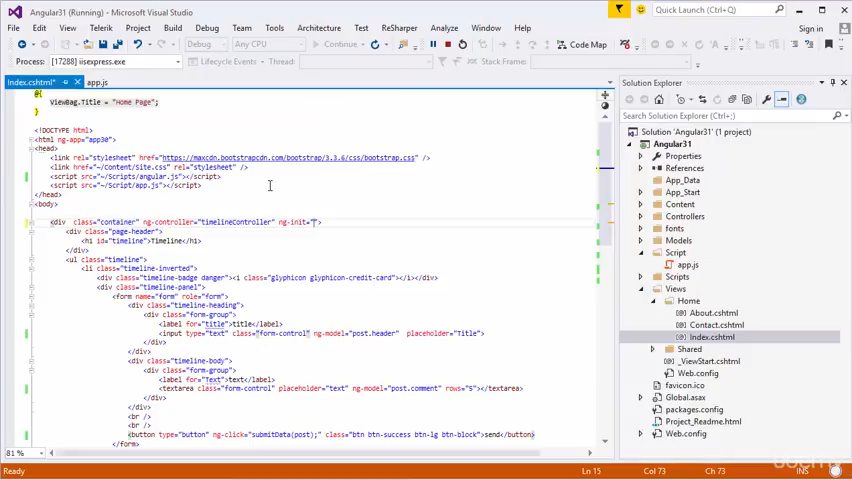 Angular31 (Running) - Microsoft Visual Studio
Quick Launch (Ctrl+Q)
File Edit View Project Build Debug Team Tools Architecture Test ReSharper Analyze Window Help
Sign in
Debug Any CPU Continue Code Map
Process: [17288] iisexpress.exe Lifecycle Events Thread: Stack Frame:
Index.cshtml* app.js
@{
ViewBag.Title = "Home Page";
}
<!DOCTYPE html>
<html ng-app="app30">
<head>
<link rel="stylesheet" href="https://maxcdn.bootstrapcdn.com/bootstrap/3.3.6/css/bootstrap.css" />
<link href="~/Content/Site.css" rel="stylesheet" />
<script src="~/Scripts/angular.js"></script>
<script src="~/Script/app.js"></script>
</head>
<body>
<div class="container" ng-controller="timelineController" ng-init="">
<div class="page-header">
<h1 id="timeline">Timeline</h1>
</div>
<ul class="timeline">
<li class="timeline-inverted">
<div class="timeline-badge danger"><i class="glyphicon glyphicon-credit-card"></i></div>
<div class="timeline-panel">
<form name="form" role="form">
<div class="timeline-heading">
<div class="form-group">
<label for="title">title</label>
<input type="text" class="form-control" ng-model="post.header" placeholder="Title">
</div>
</div>
<div class="timeline-body">
<div class="form-group">
<label for="Text">text</label>
<textarea class="form-control" placeholder="text" ng-model="post.comment" rows="5"></textarea>
</div>
</div>
<br />
<br />
<button type="button" ng-click="submitData(post);" class="btn btn-success btn-lg btn-block">send</button>
</form>
81 %
Solution Explorer
Search Solution Explorer (Ctrl+;)
Solution 'Angular31' (1 project)
Angular31
Properties
References
App_Data
App_Start
Content
Controllers
fonts
Models
Script
app.js
Scripts
Views
Home
About.cshtml
Contact.cshtml
Index.cshtml
Shared
_ViewStart.cshtml
Web.config
favicon.ico
Global.asax
packages.config
Project_Readme.html
Web.config
Ready Ln 15 Col 73 Ch 73 INS